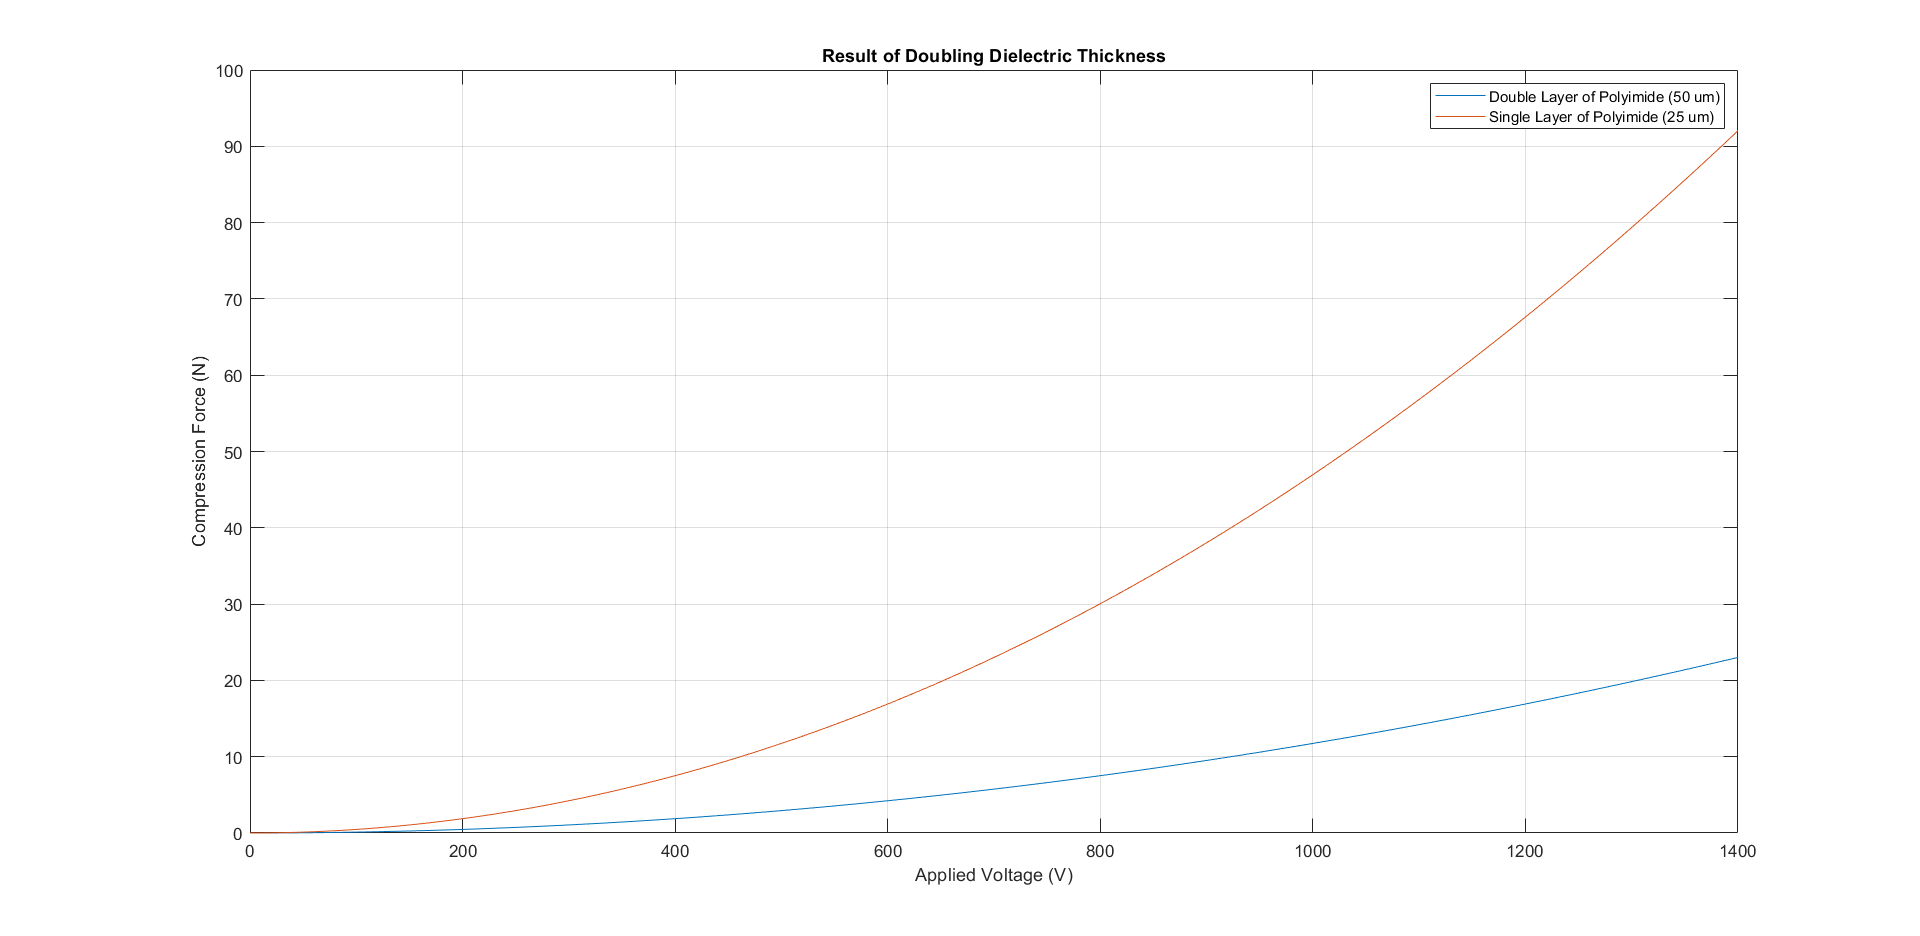 Result of Doubling Dielectric Thickness
Double Layer of Polyimide (50 um)
Single Layer of Polyimide (25 um)
100
90
80
70
60
50
40
30
20
10
0
Compression Force (N)
0 200 400 600 800 1000 1200 1400
Applied Voltage (V)